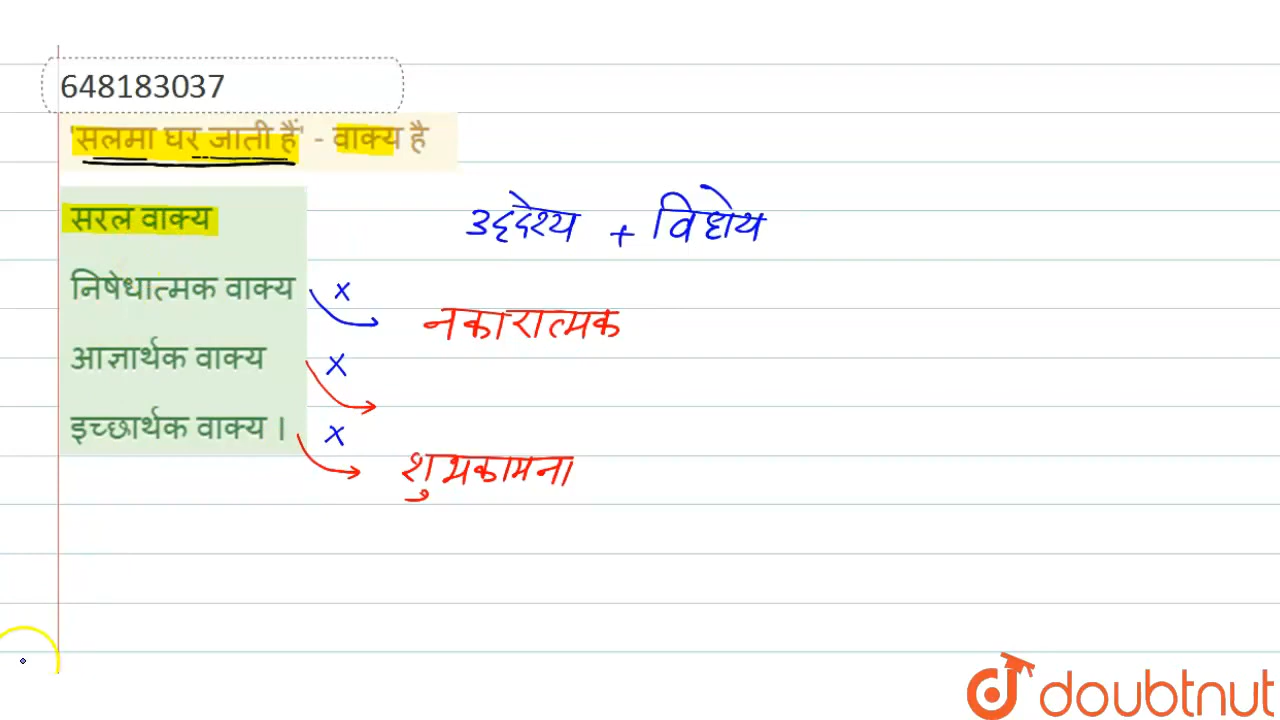 648183037
'सलमा घर जाती हैं' - वाक्य है
सरल वाक्य
उद्देश्य + विधेय
निषेधात्मक वाक्य x
नकारात्मक
आज्ञार्थक वाक्य x
इच्छार्थक वाक्य । x
शुभकामना
doubtnut